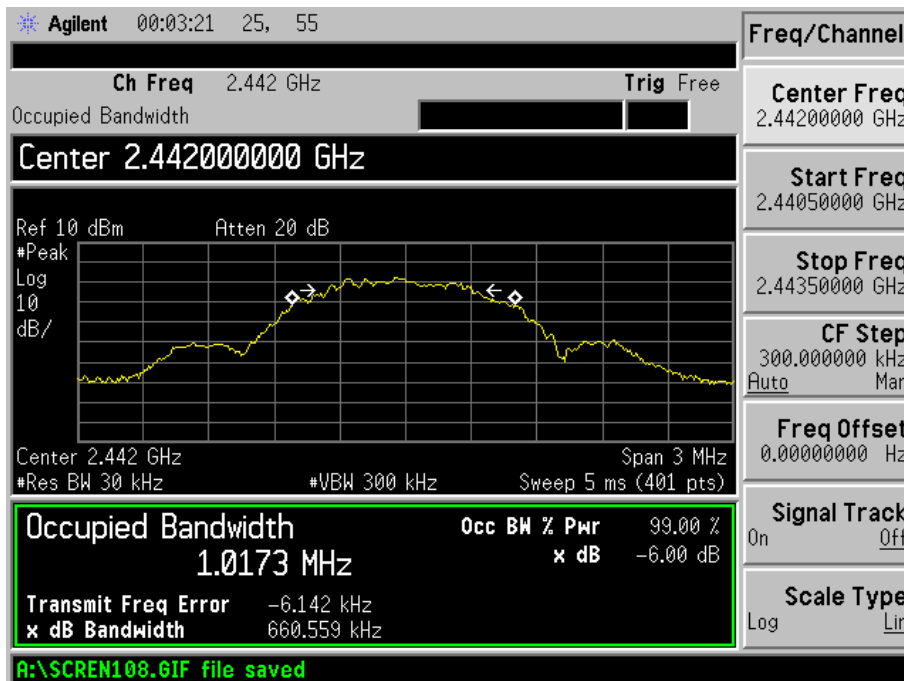 Agilent 00:03:21 25, 55
Freq/Channel
Ch Freq 2.442 GHz Trig Free
Occupied Bandwidth
Center 2.442000000 GHz
Ref 10 dBm Atten 20 dB
#Peak
Log
10
dB/
Center 2.442 GHz Span 3 MHz
#Res BW 30 kHz #VBW 300 kHz Sweep 5 ms (401 pts)
Occupied Bandwidth
1.0173 MHz
Occ BW % Pwr 99.00 %
x dB -6.00 dB
Transmit Freq Error -6.142 kHz
x dB Bandwidth 660.559 kHz
A:\SCREN108.GIF file saved
Center Freq
2.44200000 GHz
Start Freq
2.44050000 GHz
Stop Freq
2.44350000 GHz
CF Step
300.000000 kHz
Auto Man
Freq Offset
0.00000000 Hz
Signal Track
On Off
Scale Type
Log Lin